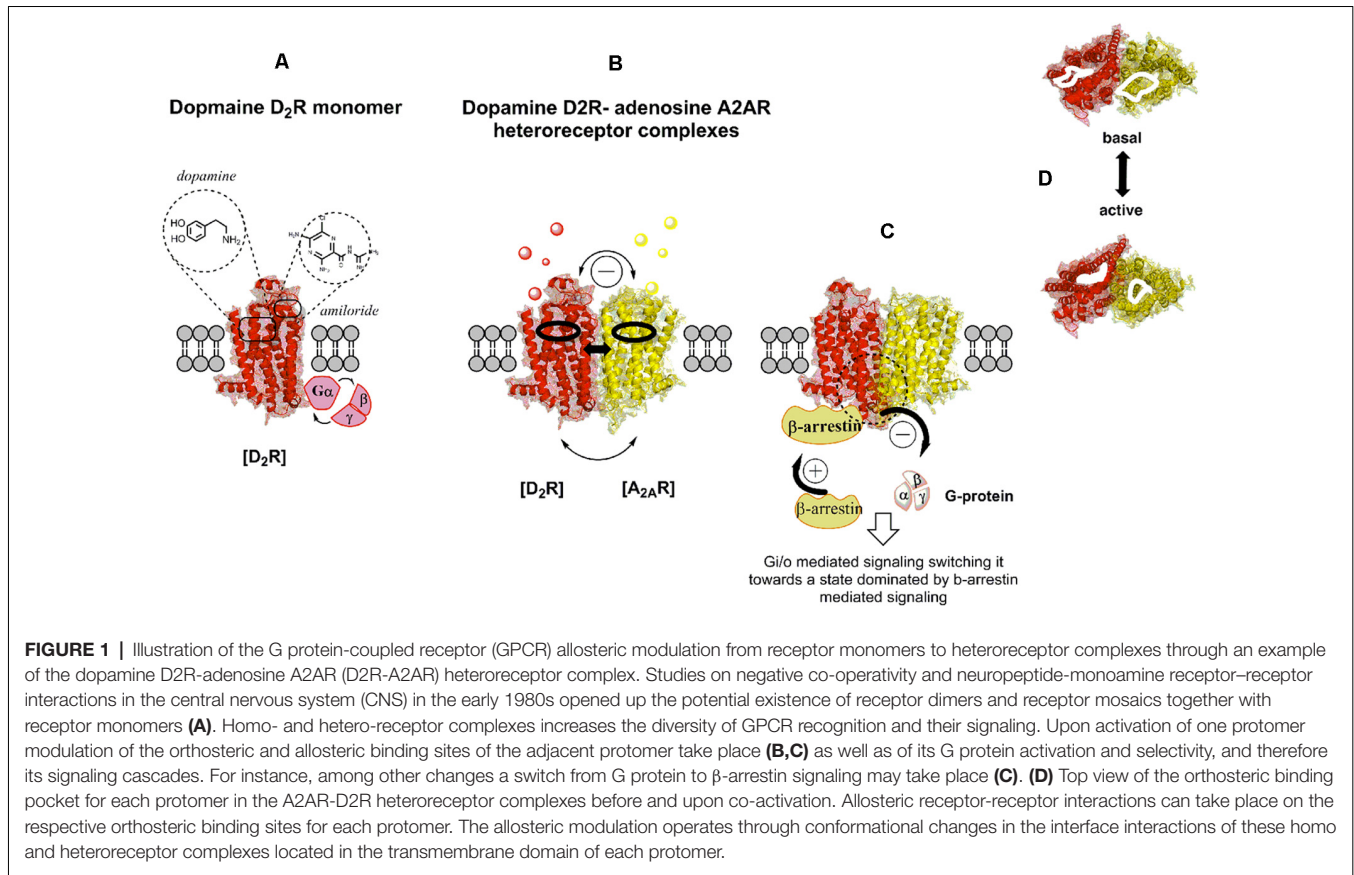 A
Dopmaine D₂R monomer
dopamine
HO
HO
NH₂
Cl
H₂N
N
N
NH₂
O
N
H
NH
NH₂
amiloride
Gα
β
γ
[D₂R]
B
Dopamine D2R- adenosine A2AR
heteroreceptor complexes
−
[D₂R] [A₂AR]
C
β-arrestin
−
+
β-arrestin
α
β
γ
G-protein
Gi/o mediated signaling switching it
towards a state dominated by b-arrestin
mediated signaling
D
basal
active
FIGURE 1 | Illustration of the G protein-coupled receptor (GPCR) allosteric modulation from receptor monomers to heteroreceptor complexes through an example
of the dopamine D2R-adenosine A2AR (D2R-A2AR) heteroreceptor complex. Studies on negative co-operativity and neuropeptide-monoamine receptor–receptor
interactions in the central nervous system (CNS) in the early 1980s opened up the potential existence of receptor dimers and receptor mosaics together with
receptor monomers (A). Homo- and hetero-receptor complexes increases the diversity of GPCR recognition and their signaling. Upon activation of one protomer
modulation of the orthosteric and allosteric binding sites of the adjacent protomer take place (B,C) as well as of its G protein activation and selectivity, and therefore
its signaling cascades. For instance, among other changes a switch from G protein to β-arrestin signaling may take place (C). (D) Top view of the orthosteric binding
pocket for each protomer in the A2AR-D2R heteroreceptor complexes before and upon co-activation. Allosteric receptor-receptor interactions can take place on the
respective orthosteric binding sites for each protomer. The allosteric modulation operates through conformational changes in the interface interactions of these homo
and heteroreceptor complexes located in the transmembrane domain of each protomer.